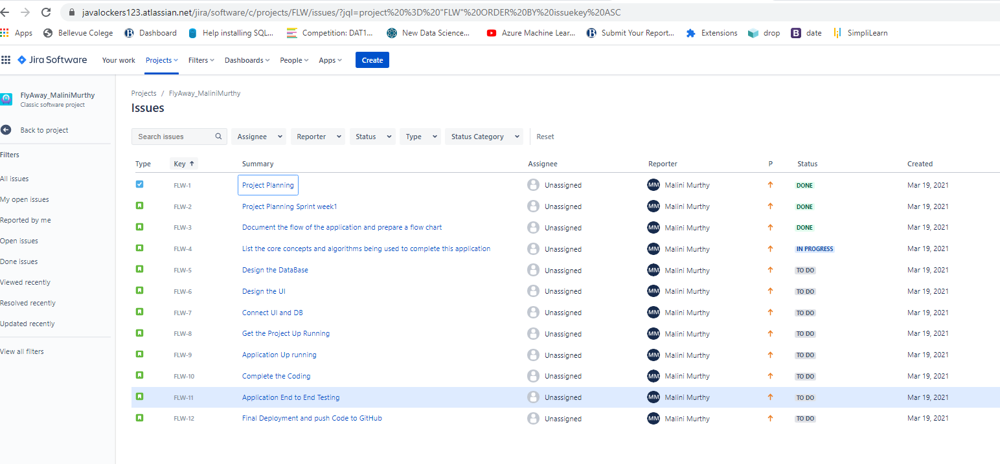 javalockers123.atlassian.net/jira/software/c/projects/FLW/issues/?jql=project%20%3D%20"FLW"%20ORDER%20BY%20issuekey%20ASC
Apps Bellevue Colege Dashboard Help installing SQL... Competition: DAT1... New Data Science... Azure Machine Lear... Submit Your Report... Extensions drop B date SimpliLearn
Jira Software Your work Projects Filters Dashboards People Apps Create
FlyAway_MaliniMurthy
Classic software project
Back to project
Filters
All issues
My open issues
Reported by me
Open issues
Done issues
Viewed recently
Resolved recently
Updated recently
View all filters
Projects / FlyAway_MaliniMurthy
Issues
Search issues Assignee Reporter Status Type Status Category Reset
Type Key Summary Assignee Reporter P Status Created
FLW-1 Project Planning Unassigned MM Malini Murthy DONE Mar 19, 2021
FLW-2 Project Planning Sprint week1 Unassigned MM Malini Murthy DONE Mar 19, 2021
FLW-3 Document the flow of the application and prepare a flow chart Unassigned MM Malini Murthy DONE Mar 19, 2021
FLW-4 List the core concepts and algorithms being used to complete this application Unassigned MM Malini Murthy IN PROGRESS Mar 19, 2021
FLW-5 Design the DataBase Unassigned MM Malini Murthy TO DO Mar 19, 2021
FLW-6 Design the UI Unassigned MM Malini Murthy TO DO Mar 19, 2021
FLW-7 Connect UI and DB Unassigned MM Malini Murthy TO DO Mar 19, 2021
FLW-8 Get the Project Up Running Unassigned MM Malini Murthy TO DO Mar 19, 2021
FLW-9 Application Up running Unassigned MM Malini Murthy TO DO Mar 19, 2021
FLW-10 Complete the Coding Unassigned MM Malini Murthy TO DO Mar 19, 2021
FLW-11 Application End to End Testing Unassigned MM Malini Murthy TO DO Mar 19, 2021
FLW-12 Final Deployment and push Code to GitHub Unassigned MM Malini Murthy TO DO Mar 19, 2021